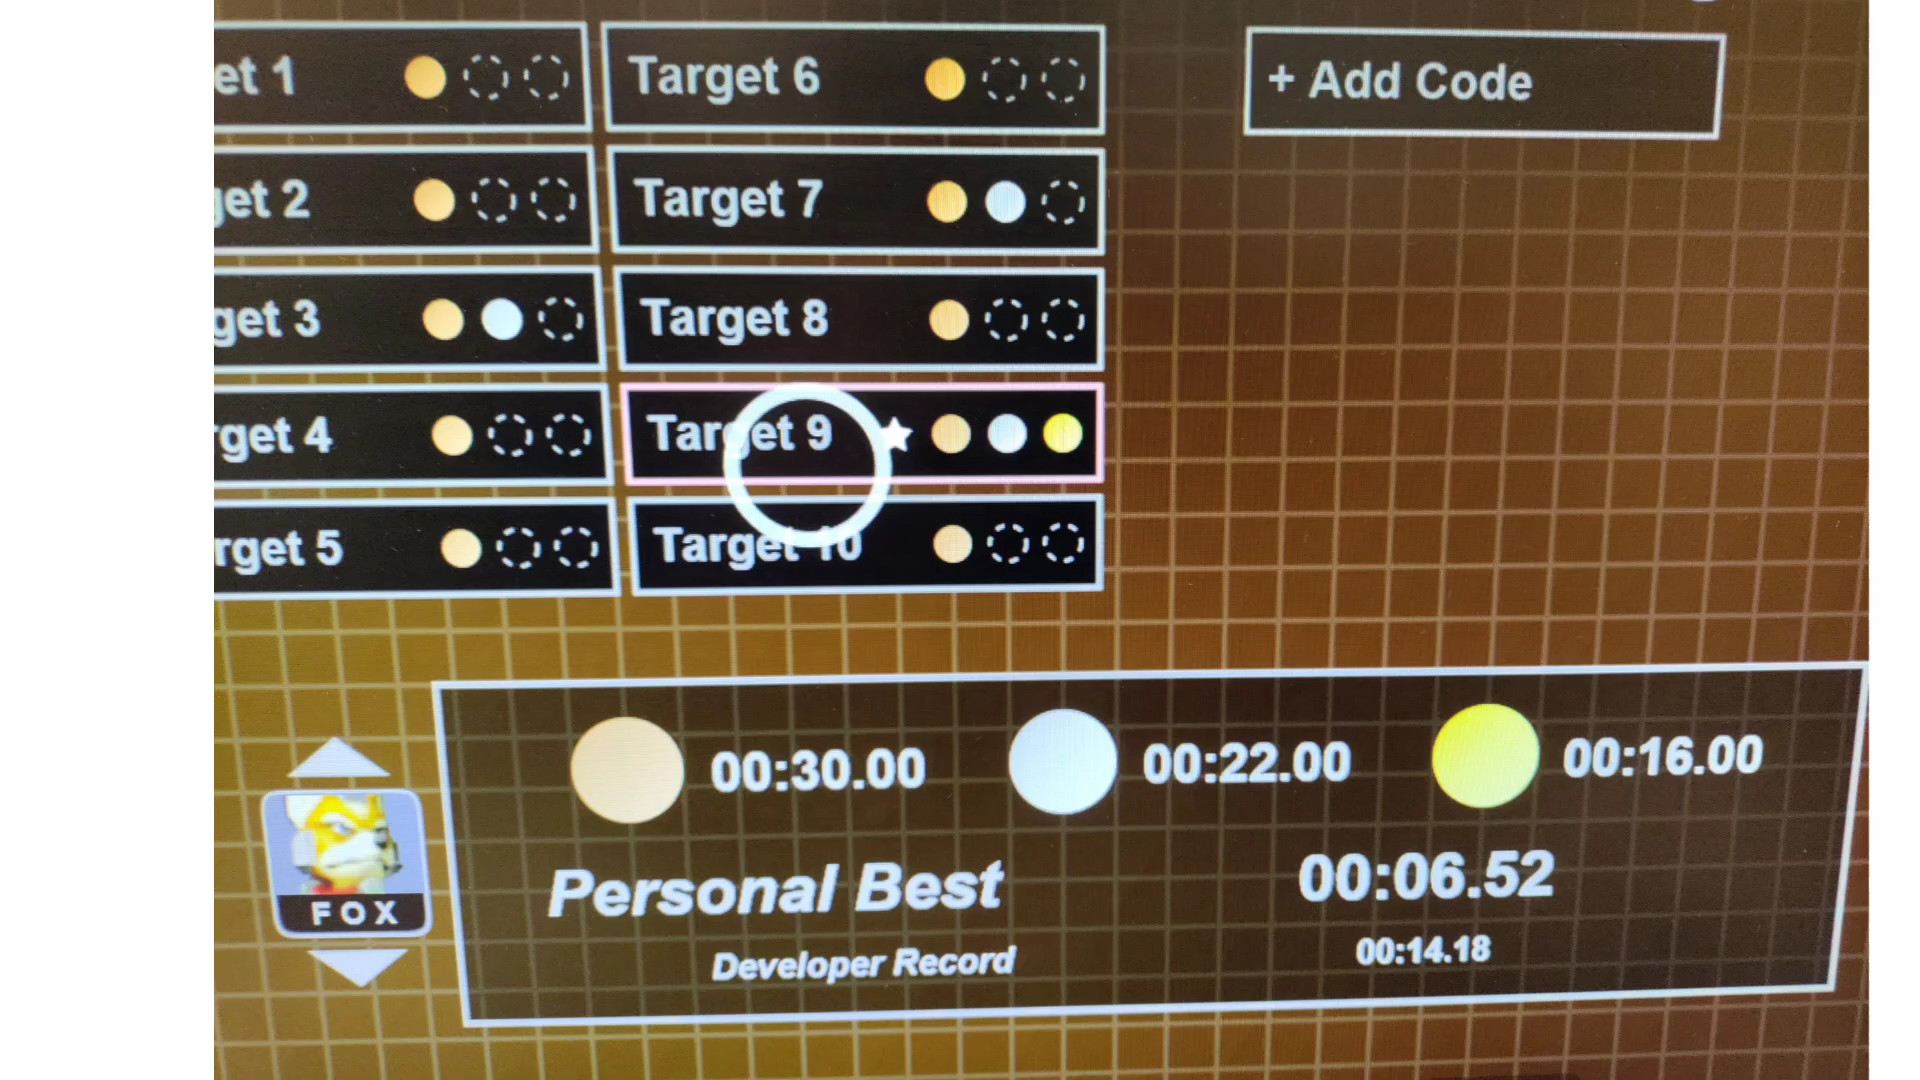 et 1
Target 6
+ Add Code
get 2
Target 7
get 3
Target 8
rget 4
Target 9
rget 5
Target 10
00:30.00
00:22.00
00:16.00
FOX
Personal Best
00:06.52
Developer Record
00:14.18